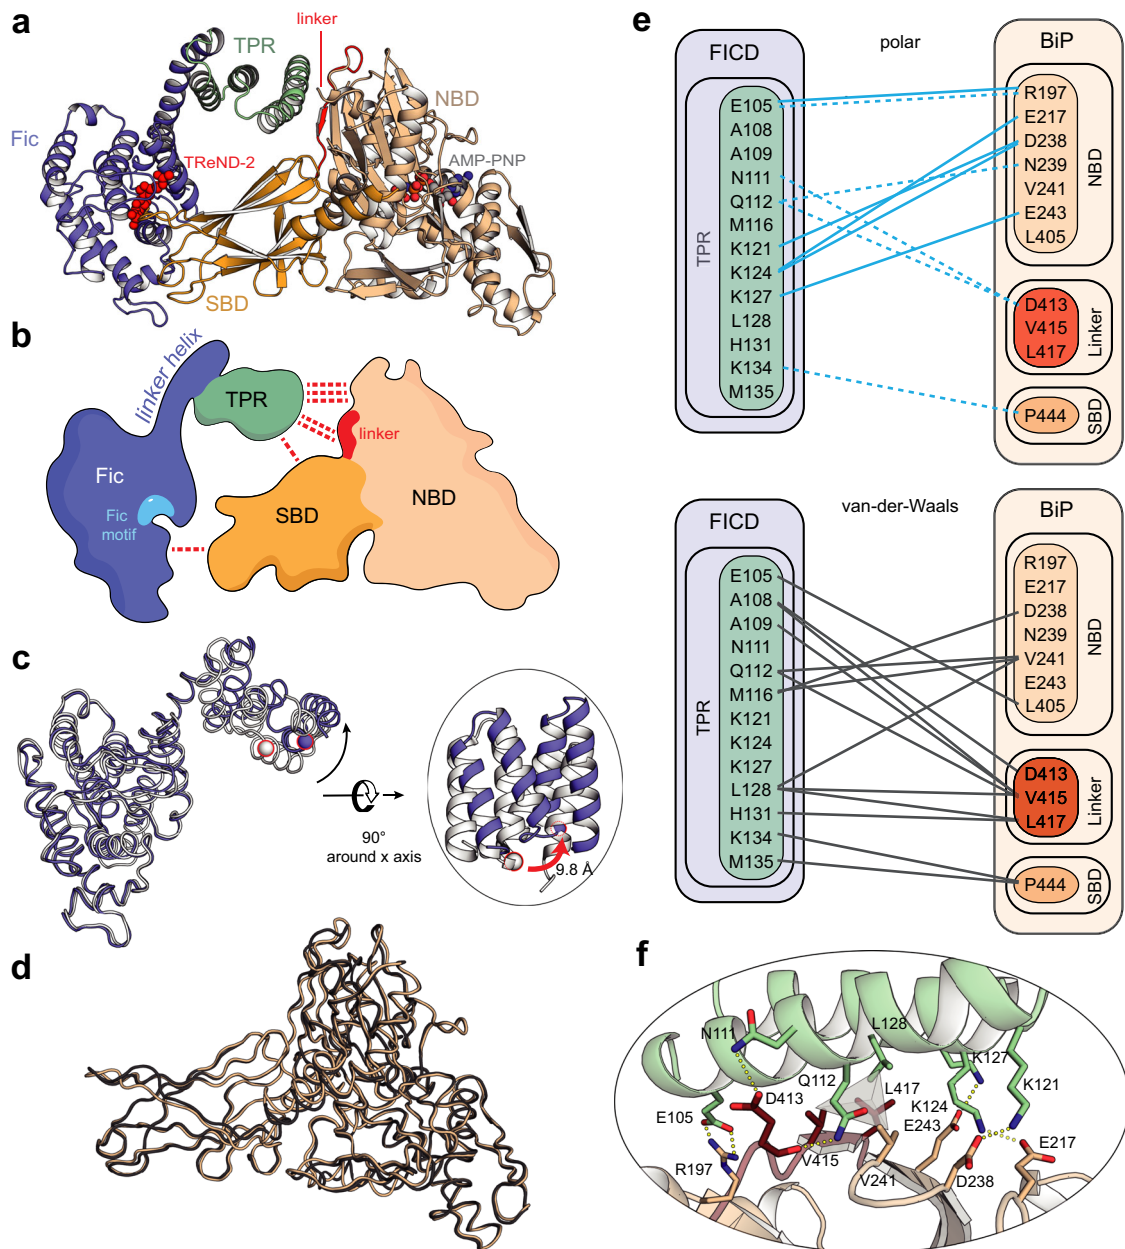 a
linker
TPR
NBD
Fic
TReND-2
AMP-PNP
SBD
b
linker helix
TPR
linker
Fic
Fic
motif
SBD
NBD
c
90°
around x axis
9.8 Å
d
e
polar
FICD
TPR
E105
A108
A109
N111
Q112
M116
K121
K124
K127
L128
H131
K134
M135
BiP
R197
E217
D238
N239
V241
E243
L405
NBD
D413
V415
L417
Linker
P444
SBD
van-der-Waals
FICD
TPR
E105
A108
A109
N111
Q112
M116
K121
K124
K127
L128
H131
K134
M135
BiP
R197
E217
D238
N239
V241
E243
L405
NBD
D413
V415
L417
Linker
P444
SBD
f
N111
L128
K127
Q112
L417
K121
D413
K124
E105
E243
E217
R197
V415
V241
D238